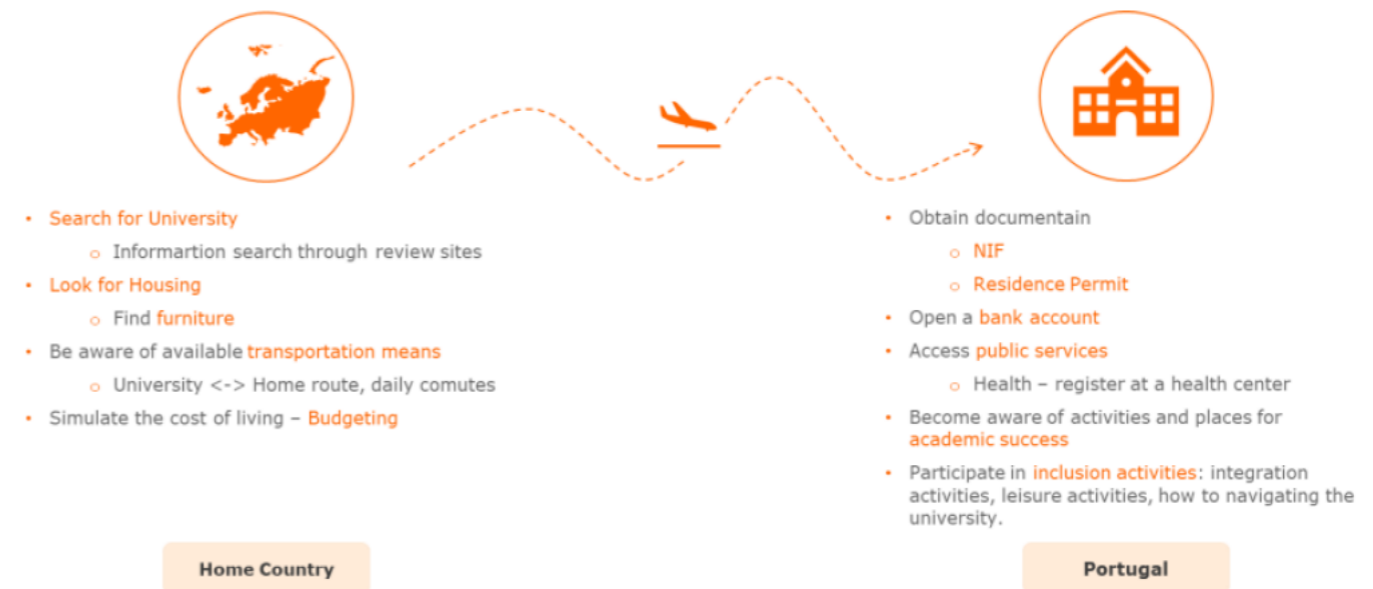 • Search for University
o Informartion search through review sites
• Look for Housing
o Find furniture
• Be aware of available transportation means
o University <-> Home route, daily comutes
• Simulate the cost of living – Budgeting
Home Country
• Obtain documentain
o NIF
o Residence Permit
• Open a bank account
• Access public services
o Health – register at a health center
• Become aware of activities and places for
academic success
• Participate in inclusion activities: integration
activities, leisure activities, how to navigating the
university.
Portugal